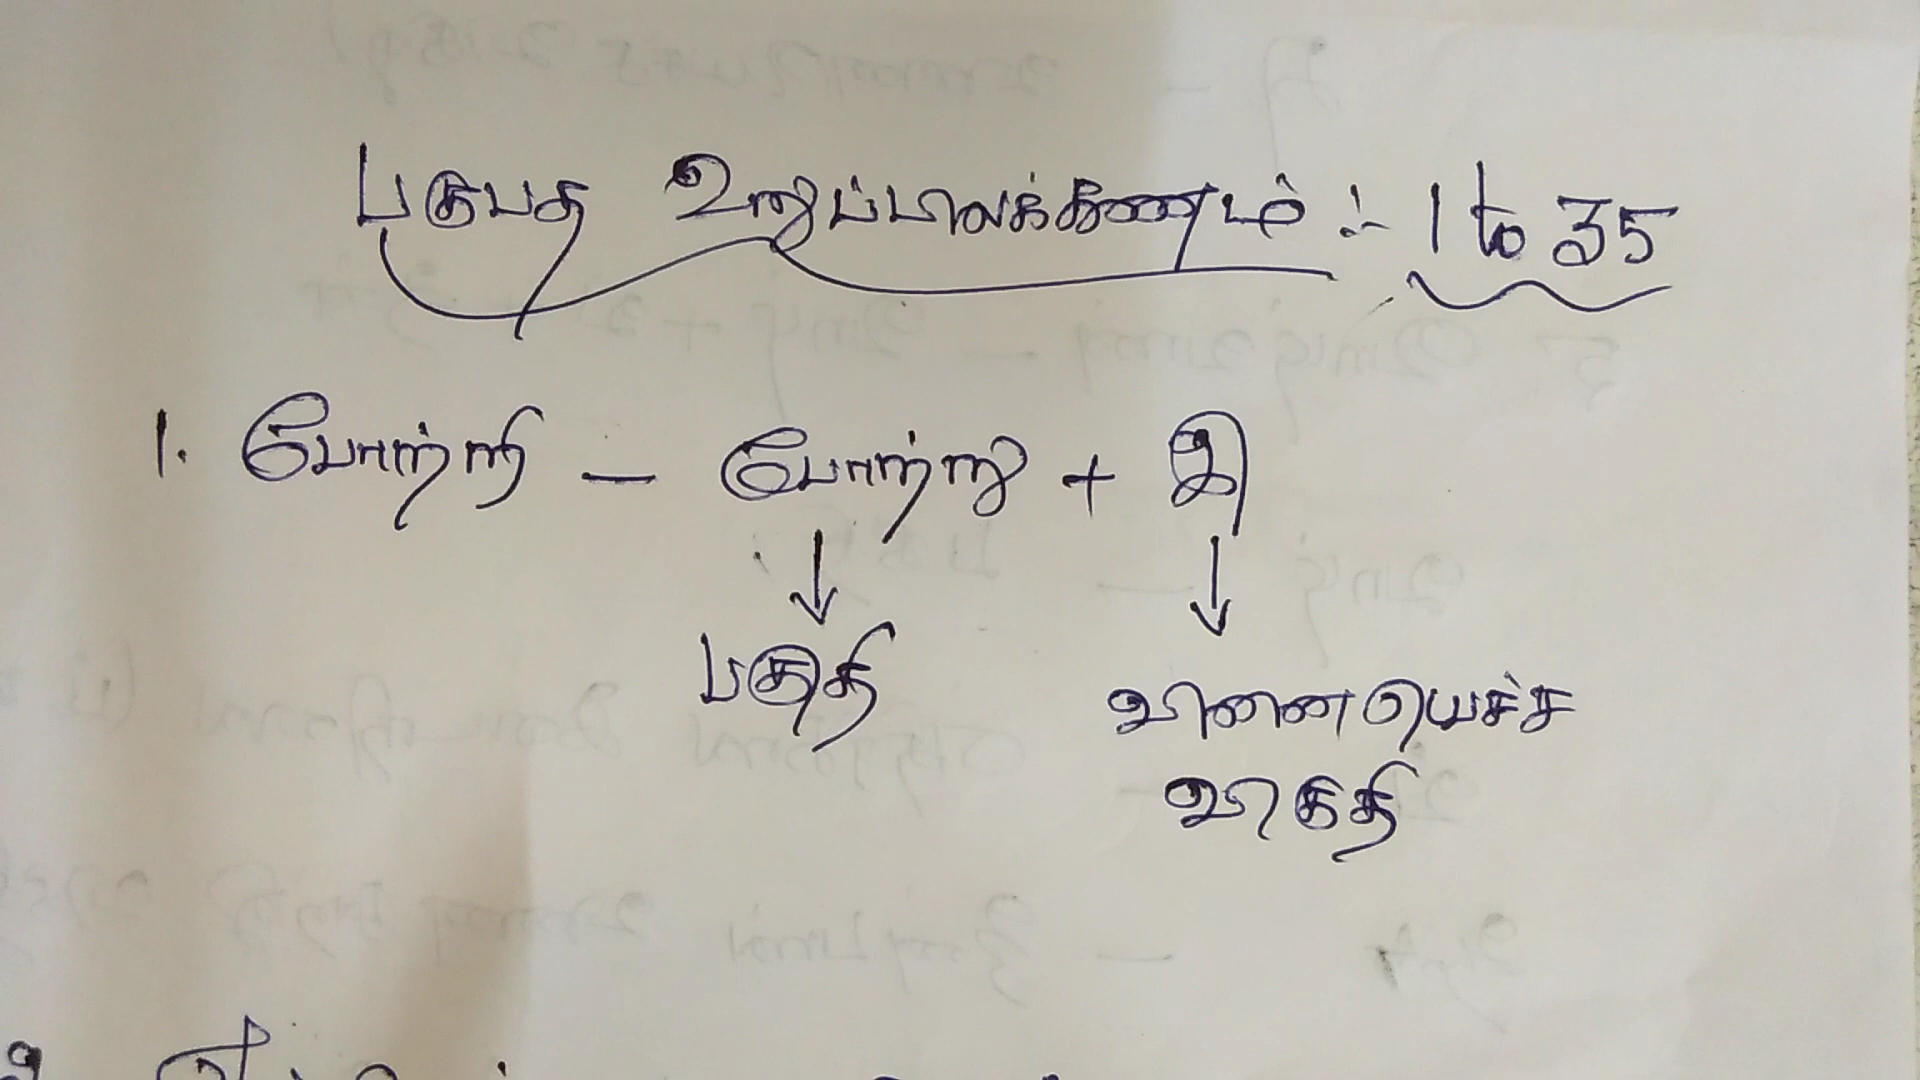 பகுபத உறுப்பிலக்கணம் :- 1 to 35
1. போற்றி – போற்று + இ
பகுதி வினையெச்ச
விகுதி